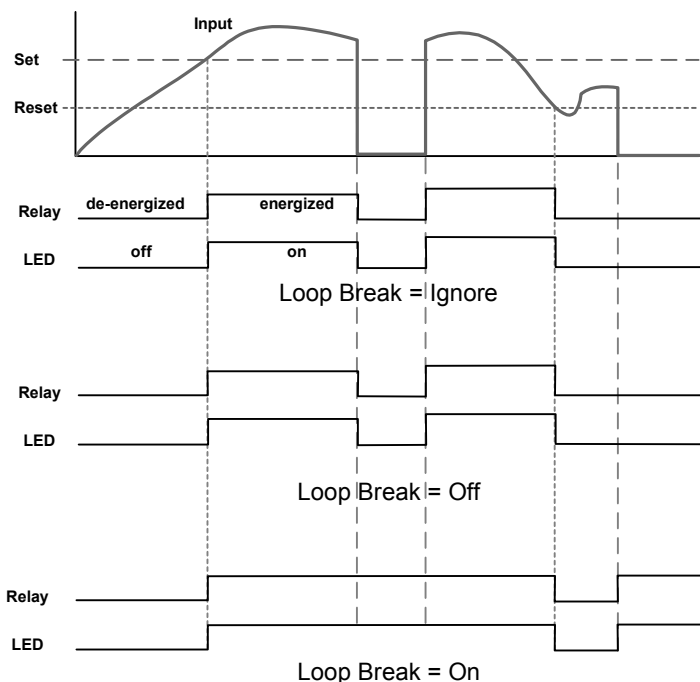 Input
Set
Reset
Relay de-energized energized
LED off on
Loop Break = Ignore
Relay
LED
Loop Break = Off
Relay
LED
Loop Break = On